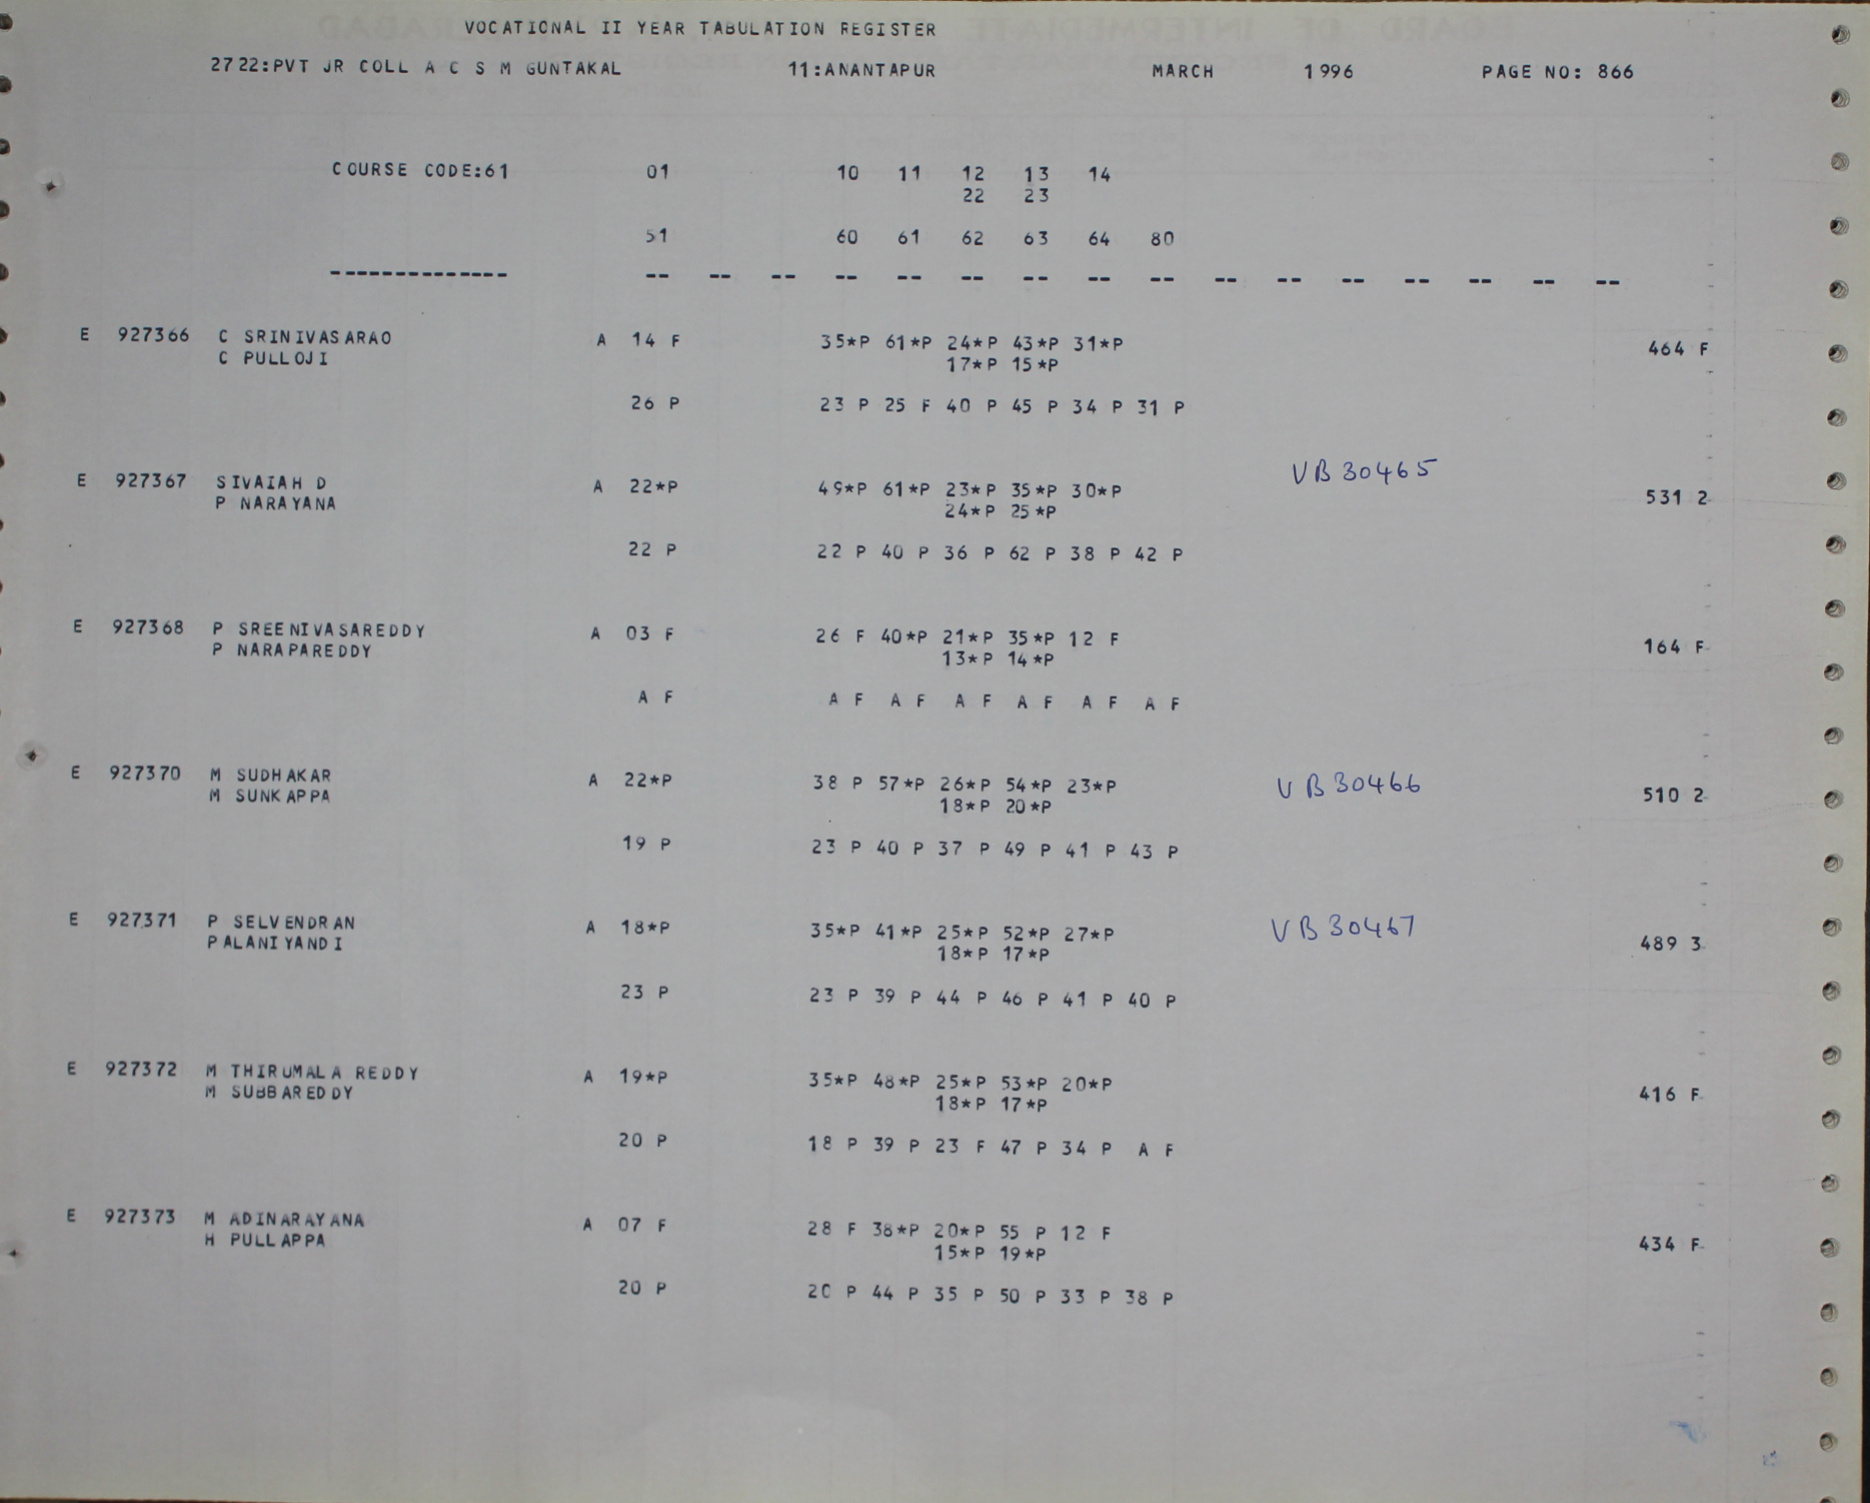 VOCATIONAL II YEAR TABULATION REGISTER
2722:PVT JR COLL A C S M GUNTAKAL 11:ANANTAPUR MARCH 1996 PAGE NO: 866
COURSE CODE:61 01 10 11 12 13 14
22 23
51 60 61 62 63 64 80
-------------- -- -- -- -- -- -- -- -- -- -- -- -- -- -- -- --
E 927366 C SRINIVASARAO A 14 F 35*P 61*P 24*P 43*P 31*P 464 F
C PULLOJI 17*P 15*P
26 P 23 P 25 F 40 P 45 P 34 P 31 P
E 927367 SIVAIAH D A 22*P 49*P 61*P 23*P 35*P 30*P VB 30465 531 2
P NARAYANA 24*P 25*P
22 P 22 P 40 P 36 P 62 P 38 P 42 P
E 927368 P SREENIVASAREDDY A 03 F 26 F 40*P 21*P 35*P 12 F 164 F
P NARAPAREDDY 13*P 14*P
A F A F A F A F A F A F A F
E 927370 M SUDHAKAR A 22*P 38 P 57*P 26*P 54*P 23*P VB 30466 510 2
M SUNKAPPA 18*P 20*P
19 P 23 P 40 P 37 P 49 P 41 P 43 P
E 927371 P SELVENDRAN A 18*P 35*P 41*P 25*P 52*P 27*P VB 30467 489 3
PALANIYANDI 18*P 17*P
23 P 23 P 39 P 44 P 46 P 41 P 40 P
E 927372 M THIRUMALA REDDY A 19*P 35*P 48*P 25*P 53*P 20*P 416 F
M SUBBAREDDY 18*P 17*P
20 P 18 P 39 P 23 F 47 P 34 P A F
E 927373 M ADINARAYANA A 07 F 28 F 38*P 20*P 55 P 12 F 434 F
H PULLAPPA 15*P 19*P
20 P 20 P 44 P 35 P 50 P 33 P 38 P